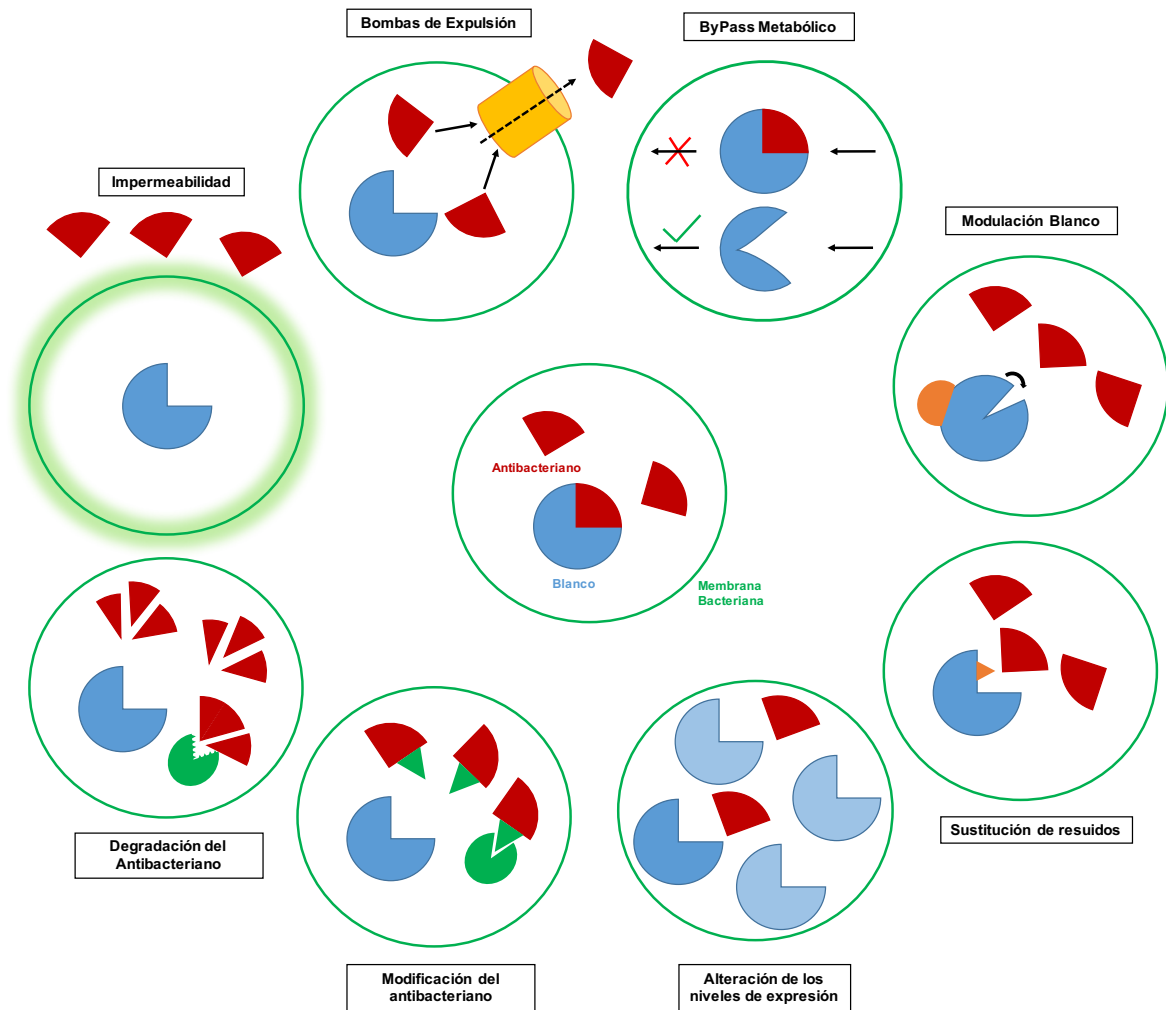 Bombas de Expulsión
ByPass Metabólico
Impermeabilidad
Modulación Blanco
Antibacteriano
Blanco
Membrana
Bacteriana
Degradación del
Antibacteriano
Sustitución de resuidos
Modificación del
antibacteriano
Alteración de los
niveles de expresión